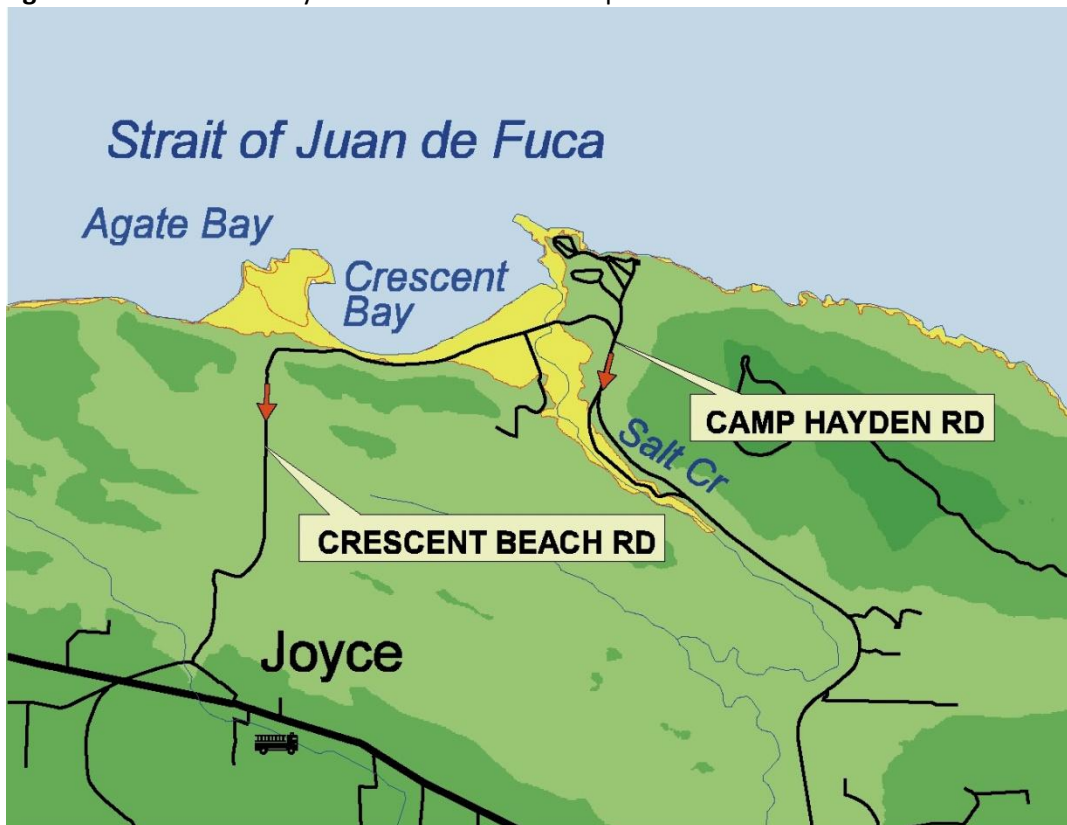 Strait of Juan de Fuca
Agate Bay
Crescent
Bay
CAMP HAYDEN RD
Salt Cr
CRESCENT BEACH RD
Joyce